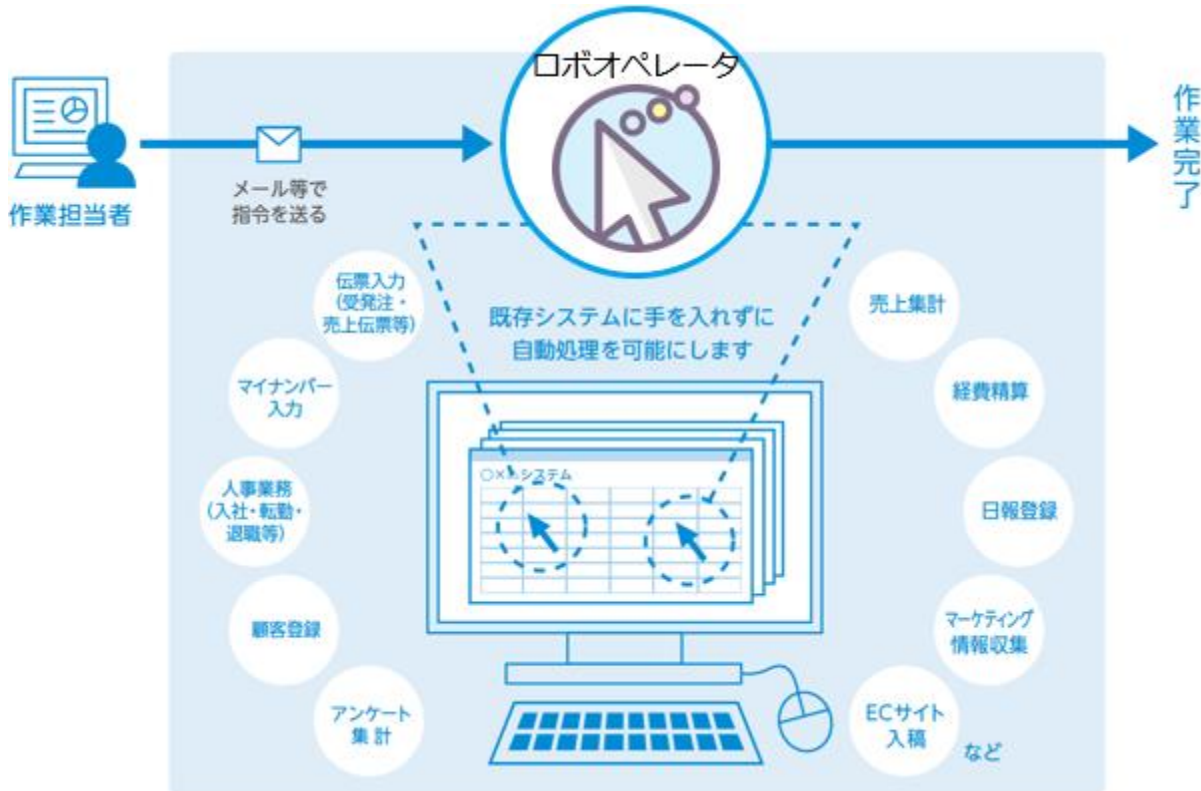 ロボオペレータ
作業担当者
メール等で
指令を送る
作業完了
既存システムに手を入れずに
自動処理を可能にします
伝票入力
(受発注・
売上伝票等)
マイナンバー
入力
人事業務
(入社・転勤・
退職等)
顧客登録
アンケート
集計
○×△システム
売上集計
経費精算
日報登録
マーケティング
情報収集
ECサイト
入稿
など